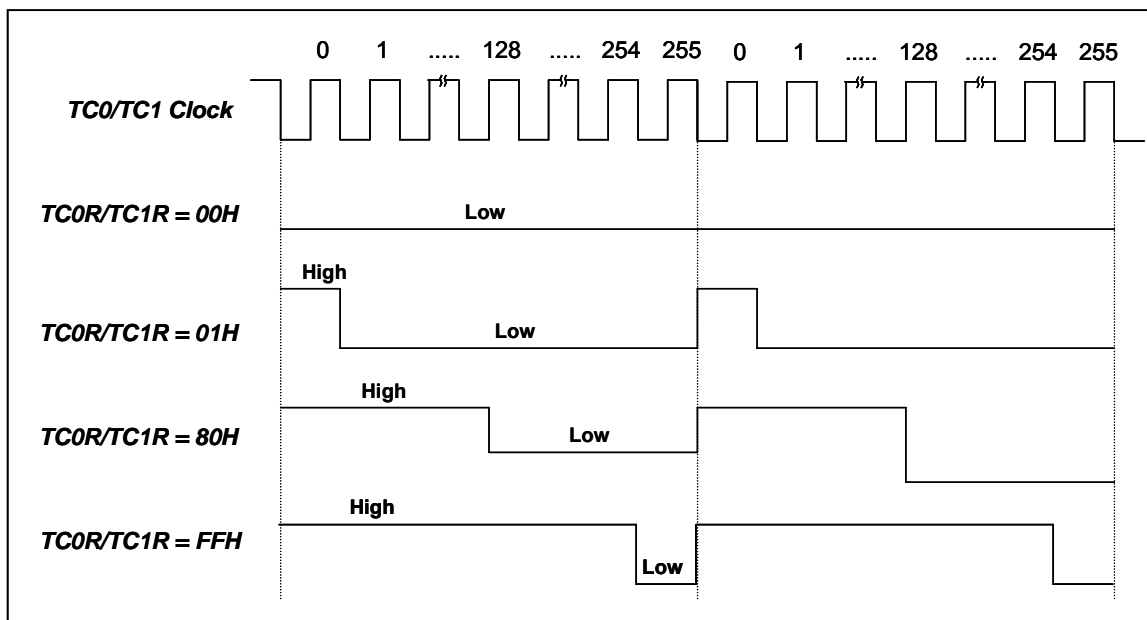 0 1 ..... 128 ..... 254 255 0 1 ..... 128 ..... 254 255
TC0/TC1 Clock
TC0R/TC1R = 00H
Low
High
TC0R/TC1R = 01H
Low
High
TC0R/TC1R = 80H
Low
High
TC0R/TC1R = FFH
Low